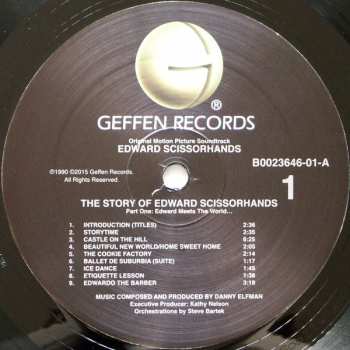 ®
GEFFEN RECORDS
Original Motion Picture Soundtrack
EDWARD SCISSORHANDS
℗1990 ©2015 Geffen Records.
All Rights Reserved.
B0023646-01-A
1
THE STORY OF EDWARD SCISSORHANDS
Part One: Edward Meets The World...
1. INTRODUCTION (TITLES) 2:36
2. STORYTIME 2:35
3. CASTLE ON THE HILL 6:25
4. BEAUTIFUL NEW WORLD/HOME SWEET HOME 2:05
5. THE COOKIE FACTORY 2:14
6. BALLET DE SUBURBIA (SUITE) 1:17
7. ICE DANCE 1:45
8. ETIQUETTE LESSON 1:38
9. EDWARDO THE BARBER 3:19
MUSIC COMPOSED AND PRODUCED BY DANNY ELFMAN
Executive Producer: Kathy Nelson
Orchestrations by Steve Bartek